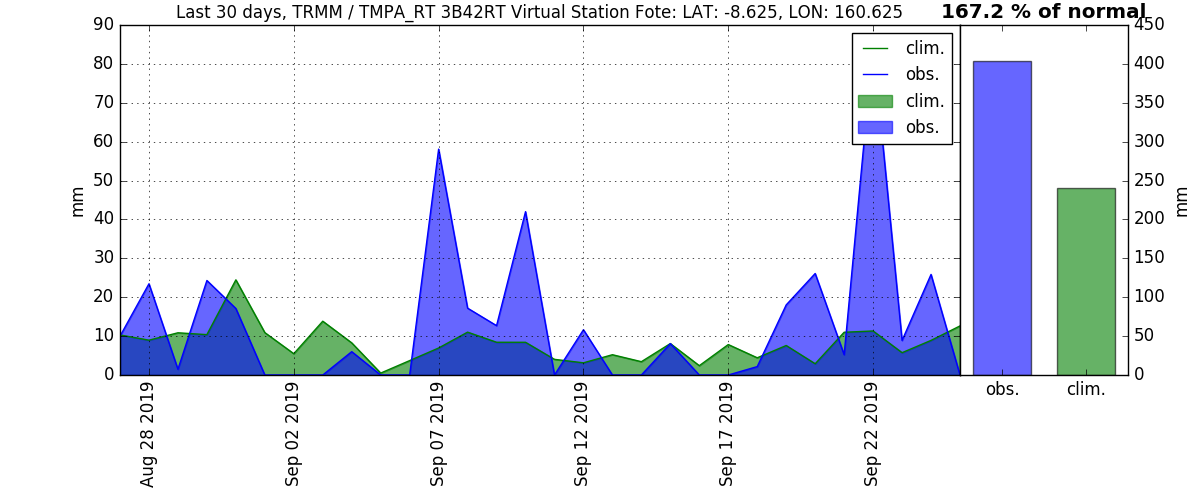 Last 30 days, TRMM / TMPA_RT 3B42RT Virtual Station Fote: LAT: -8.625, LON: 160.625
167.2 % of normal
90
80
70
60
50
40
30
20
10
0
mm
clim.
obs.
clim.
obs.
450
400
350
300
250
200
150
100
50
0
mm
Aug 28 2019
Sep 02 2019
Sep 07 2019
Sep 12 2019
Sep 17 2019
Sep 22 2019
obs.
clim.